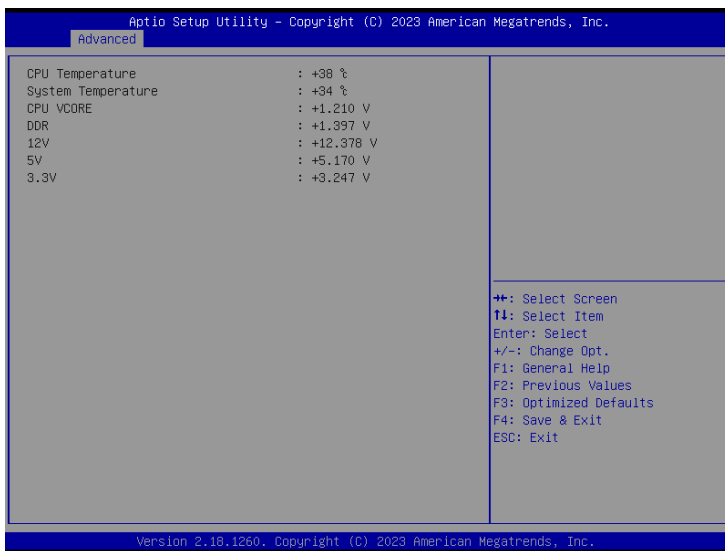 Aptio Setup Utility – Copyright (C) 2023 American Megatrends, Inc.
Advanced
CPU Temperature : +38 ℃
System Temperature : +34 ℃
CPU VCORE : +1.210 V
DDR : +1.397 V
12V : +12.378 V
5V : +5.170 V
3.3V : +3.247 V
→←: Select Screen
↑↓: Select Item
Enter: Select
+/-: Change Opt.
F1: General Help
F2: Previous Values
F3: Optimized Defaults
F4: Save & Exit
ESC: Exit
Version 2.18.1260. Copyright (C) 2023 American Megatrends, Inc.